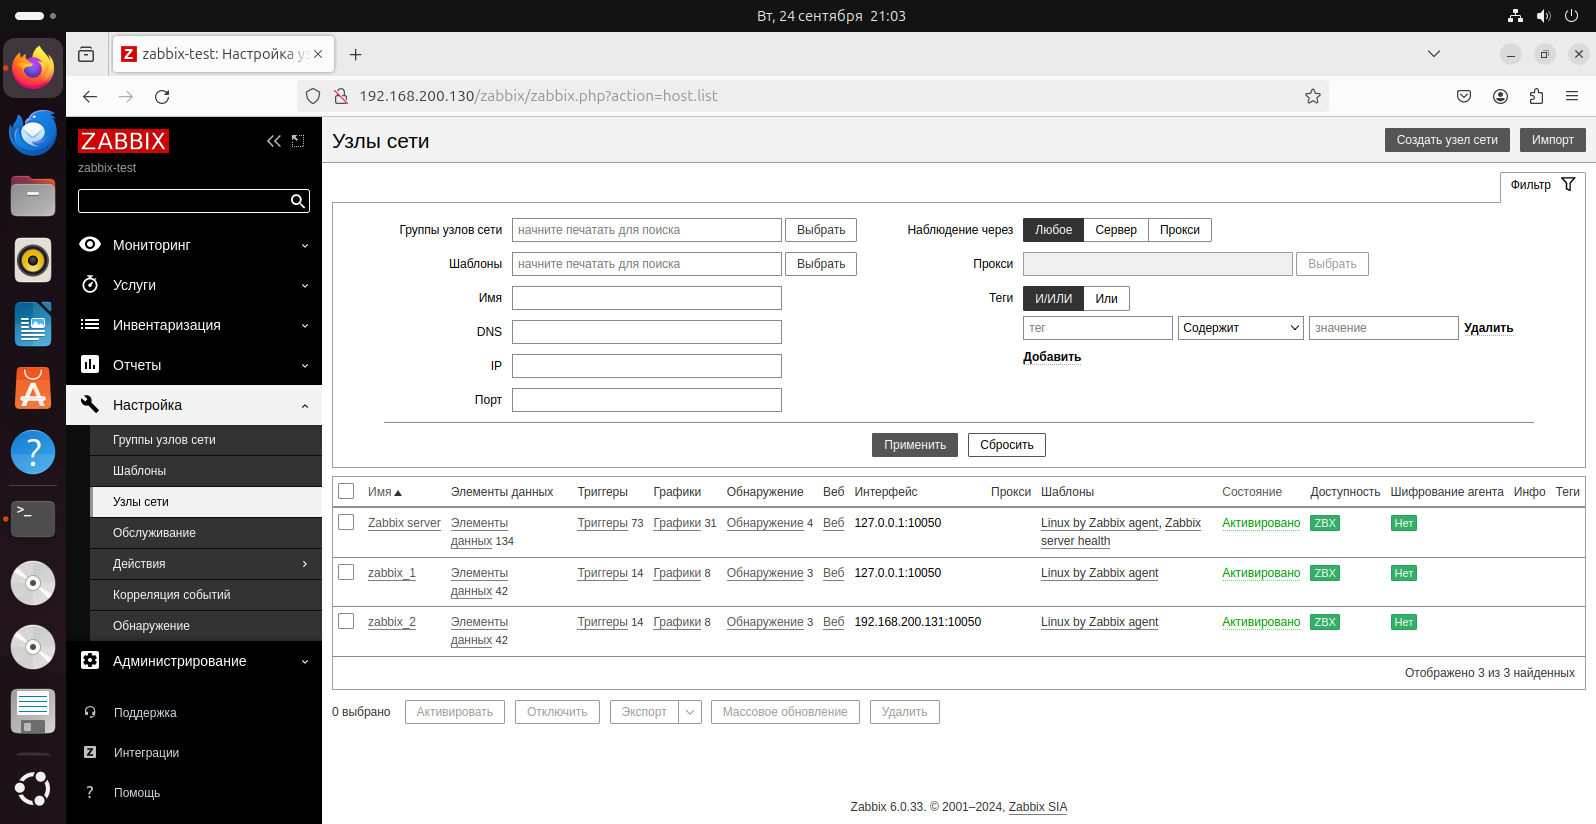 Вт, 24 сентября 21:03
zabbix-test: Настройка уз
192.168.200.130/zabbix/zabbix.php?action=host.list
ZABBIX
zabbix-test
Мониторинг
Услуги
Инвентаризация
Отчеты
Настройка
Группы узлов сети
Шаблоны
Узлы сети
Обслуживание
Действия
Корреляция событий
Обнаружение
Администрирование
Поддержка
Интеграции
Помощь
Узлы сети
Создать узел сети Импорт
Фильтр
Группы узлов сети начните печатать для поиска Выбрать
Шаблоны начните печатать для поиска Выбрать
Имя
DNS
IP
Порт
Наблюдение через Любое Сервер Прокси
Прокси Выбрать
Теги И/ИЛИ Или
тег Содержит значение Удалить
Добавить
Применить Сбросить
Имя Элементы данных Триггеры Графики Обнаружение Веб Интерфейс Прокси Шаблоны Состояние Доступность Шифрование агента Инфо Теги
Zabbix server Элементы Триггеры 73 Графики 31 Обнаружение 4 Веб 127.0.0.1:10050 Linux by Zabbix agent, Zabbix Активировано ZBX Нет
данных 134 server health
zabbix_1 Элементы Триггеры 14 Графики 8 Обнаружение 3 Веб 127.0.0.1:10050 Linux by Zabbix agent Активировано ZBX Нет
данных 42
zabbix_2 Элементы Триггеры 14 Графики 8 Обнаружение 3 Веб 192.168.200.131:10050 Linux by Zabbix agent Активировано ZBX Нет
данных 42
Отображено 3 из 3 найденных
0 выбрано Активировать Отключить Экспорт Массовое обновление Удалить
Zabbix 6.0.33. © 2001–2024, Zabbix SIA